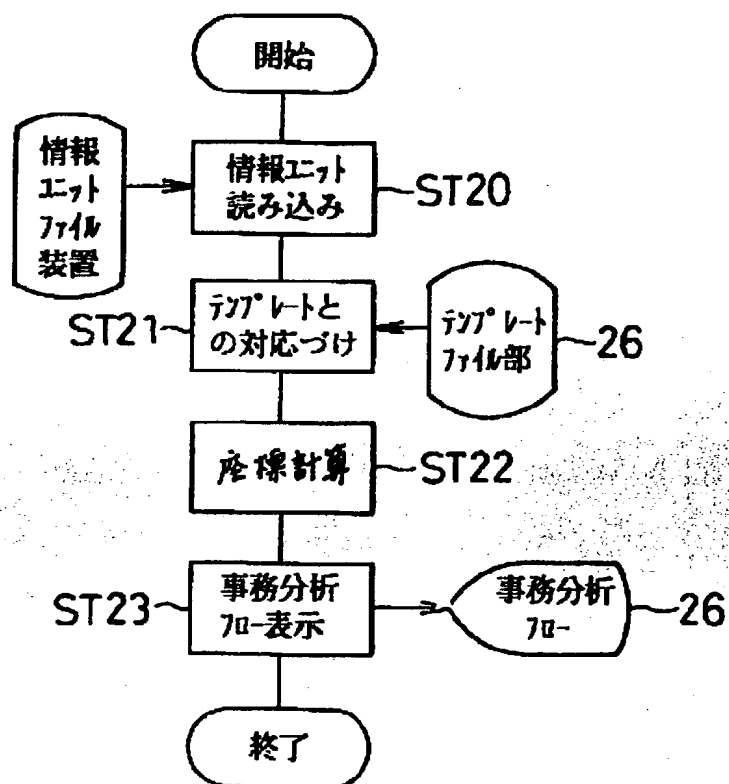 開始
情報
ユニット
ファイル
装置
情報ユニット
読み込み
ST20
ST21
テンプレートと
の対応づけ
テンプレート
ファイル部
26
座標計算
ST22
ST23
事務分析
フロー表示
事務分析
フロー
26
終了